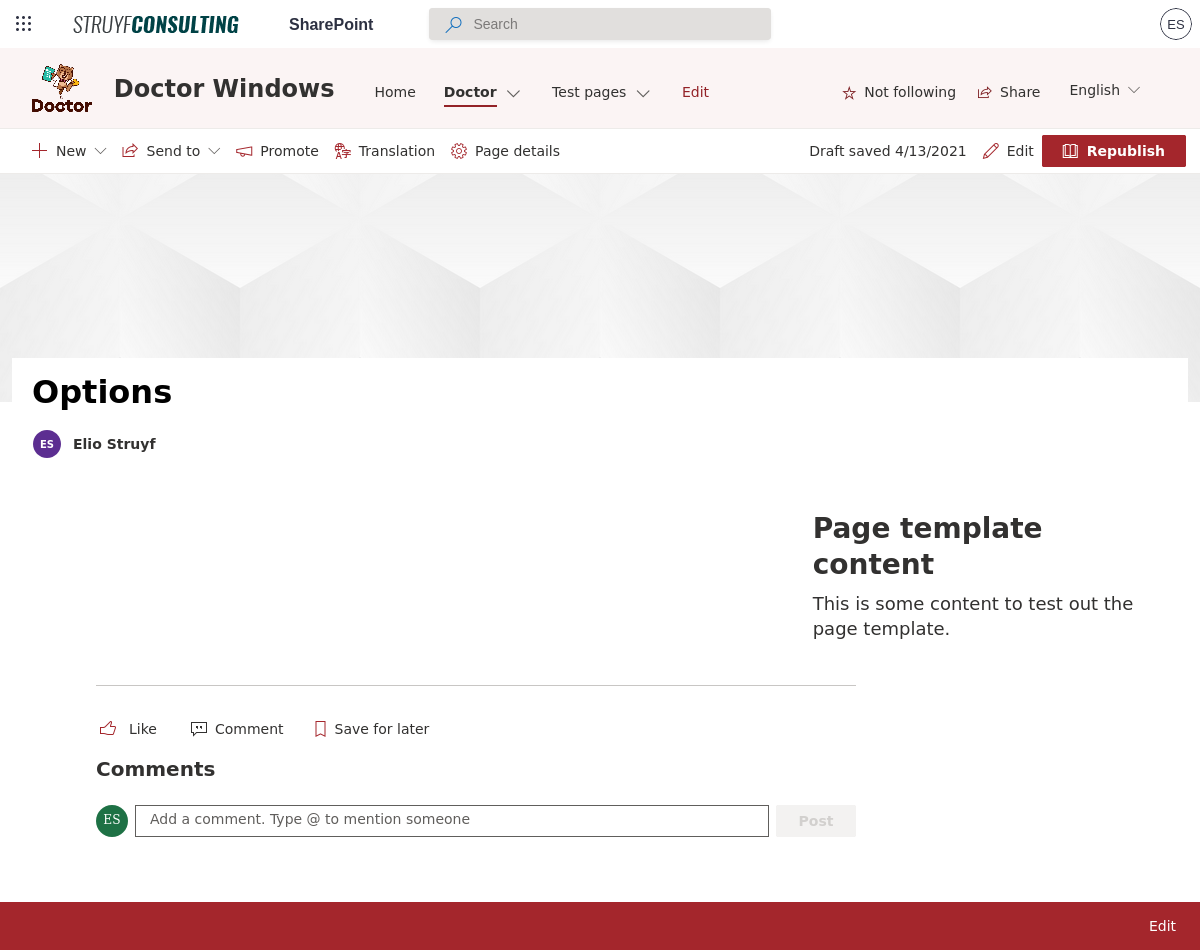 STRUYFCONSULTING SharePoint Search ES
Doctor Doctor Windows Home Doctor Test pages Edit Not following Share English
New Send to Promote Translation Page details Draft saved 4/13/2021 Edit Republish
Options
ES Elio Struyf
Page template
content
This is some content to test out the
page template.
Like Comment Save for later
Comments
ES Add a comment. Type @ to mention someone Post
Edit